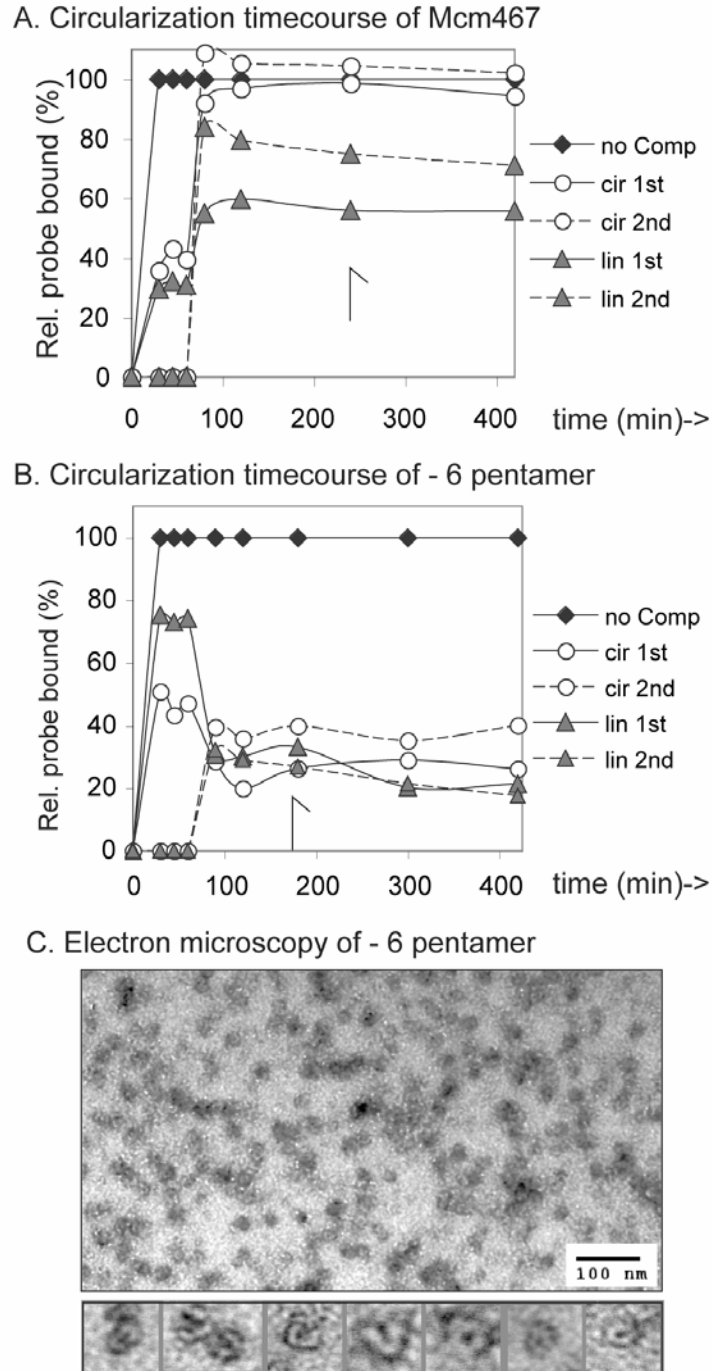 A. Circularization timecourse of Mcm467
Rel. probe bound (%)
100
80
60
40
20
0
0 100 200 300 400 time (min)->
no Comp
cir 1st
cir 2nd
lin 1st
lin 2nd
B. Circularization timecourse of - 6 pentamer
Rel. probe bound (%)
100
80
60
40
20
0
0 100 200 300 400 time (min)->
no Comp
cir 1st
cir 2nd
lin 1st
lin 2nd
C. Electron microscopy of - 6 pentamer
100 nm